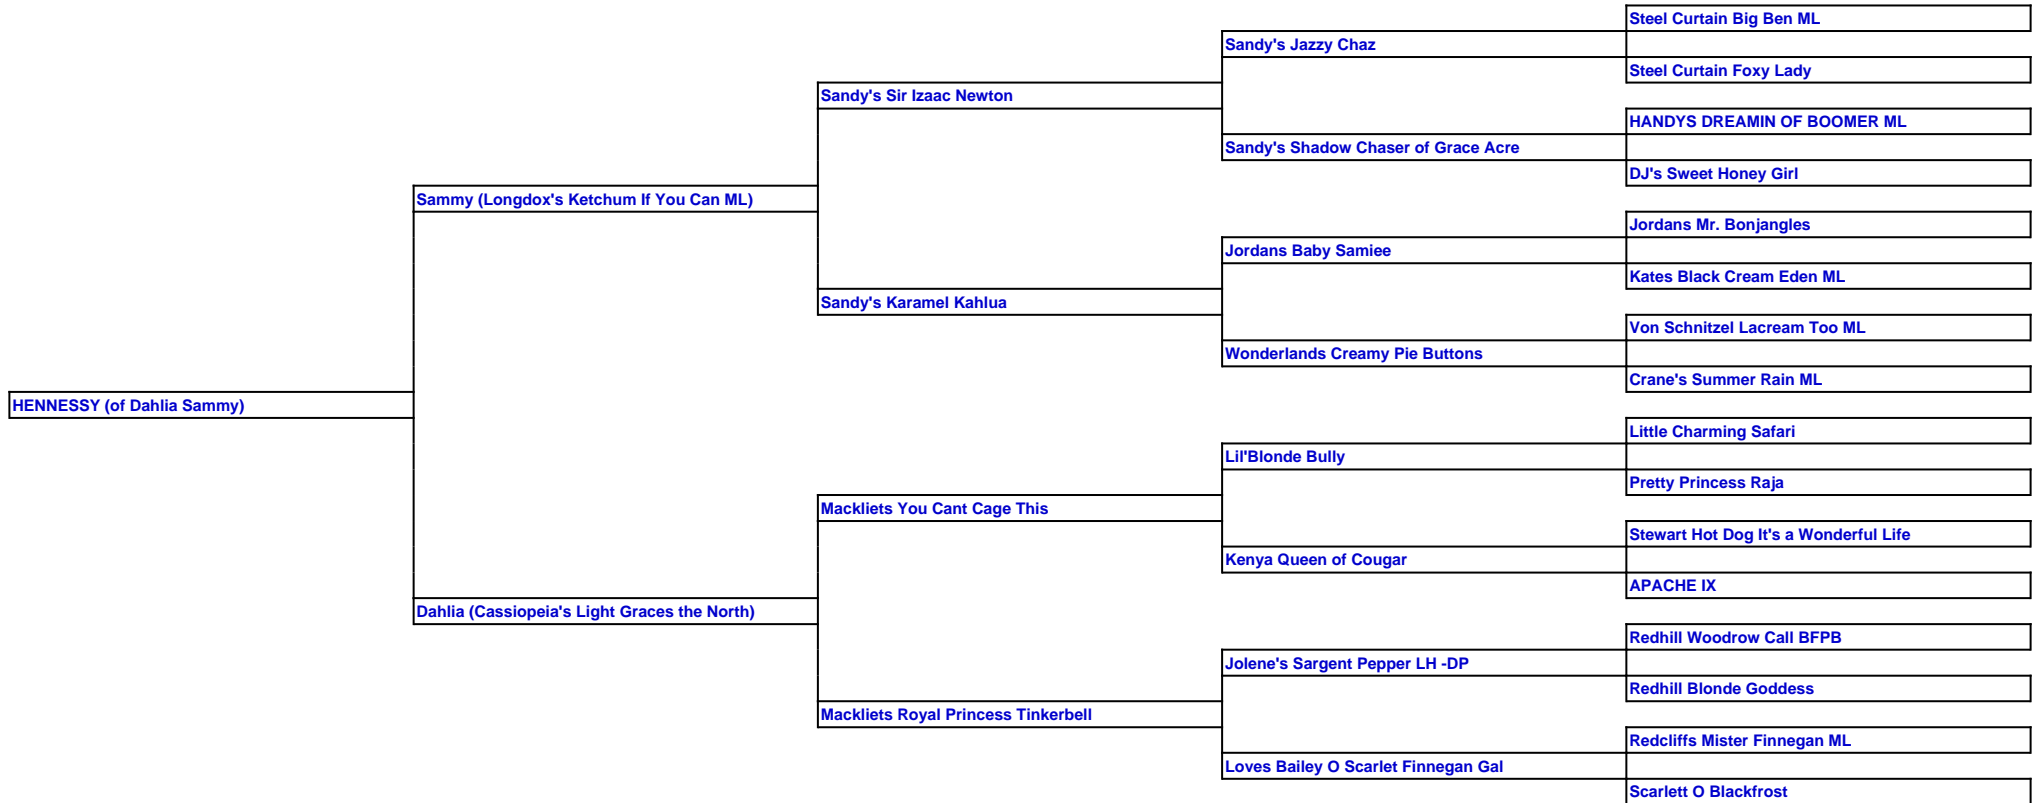 Steel Curtain Big Ben ML
Sandy's Jazzy Chaz
Steel Curtain Foxy Lady
Sandy's Sir Izaac Newton
HANDYS DREAMIN OF BOOMER ML
Sandy's Shadow Chaser of Grace Acre
DJ's Sweet Honey Girl
Sammy (Longdox's Ketchum If You Can ML)
Jordans Mr. Bonjangles
Jordans Baby Samiee
Kates Black Cream Eden ML
Sandy's Karamel Kahlua
Von Schnitzel Lacream Too ML
Wonderlands Creamy Pie Buttons
Crane's Summer Rain ML
HENNESSY (of Dahlia Sammy)
Little Charming Safari
Lil'Blonde Bully
Pretty Princess Raja
Mackliets You Cant Cage This
Stewart Hot Dog It's a Wonderful Life
Kenya Queen of Cougar
APACHE IX
Dahlia (Cassiopeia's Light Graces the North)
Redhill Woodrow Call BFPB
Jolene's Sargent Pepper LH -DP
Redhill Blonde Goddess
Mackliets Royal Princess Tinkerbell
Redcliffs Mister Finnegan ML
Loves Bailey O Scarlet Finnegan Gal
Scarlett O Blackfrost